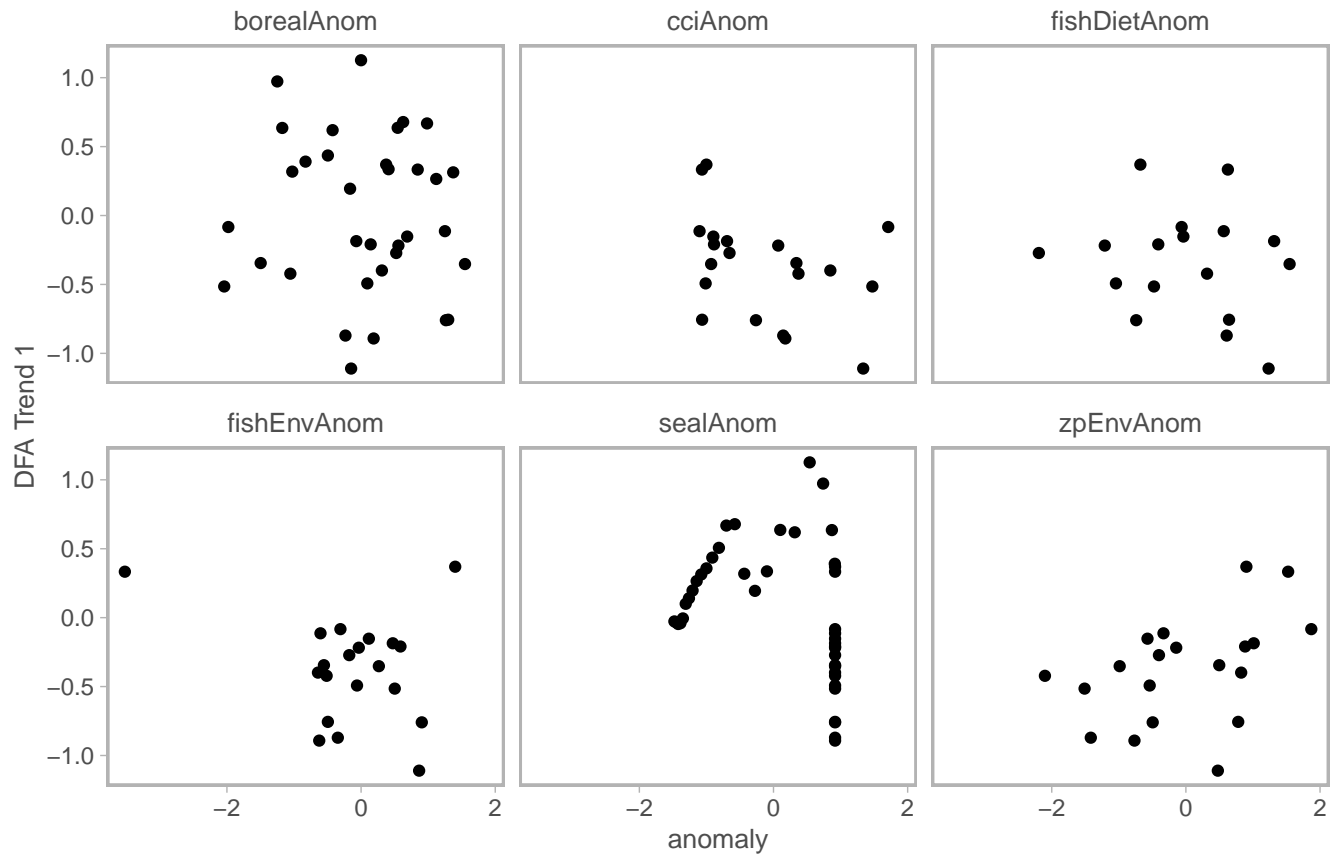 borealAnom cciAnom fishDietAnom
1.0
0.5
0.0
−0.5
−1.0
fishEnvAnom sealAnom zpEnvAnom
1.0
0.5
0.0
−0.5
−1.0
−2 0 2 −2 0 2 −2 0 2
anomaly
DFA Trend 1